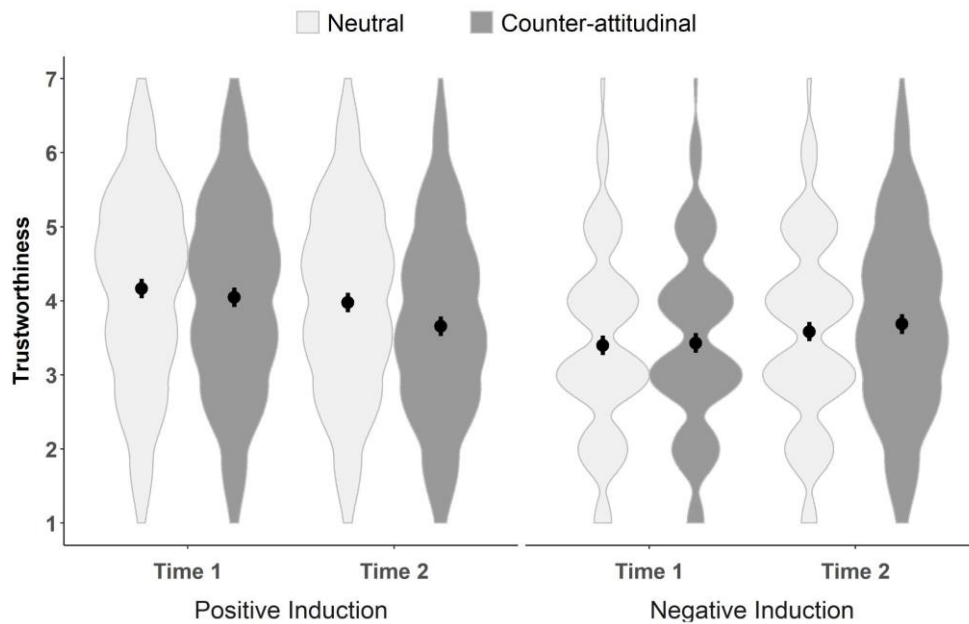 Neutral Counter-attitudinal
Trustworthiness
7
6
5
4
3
2
1
Time 1 Time 2 Time 1 Time 2
Positive Induction Negative Induction